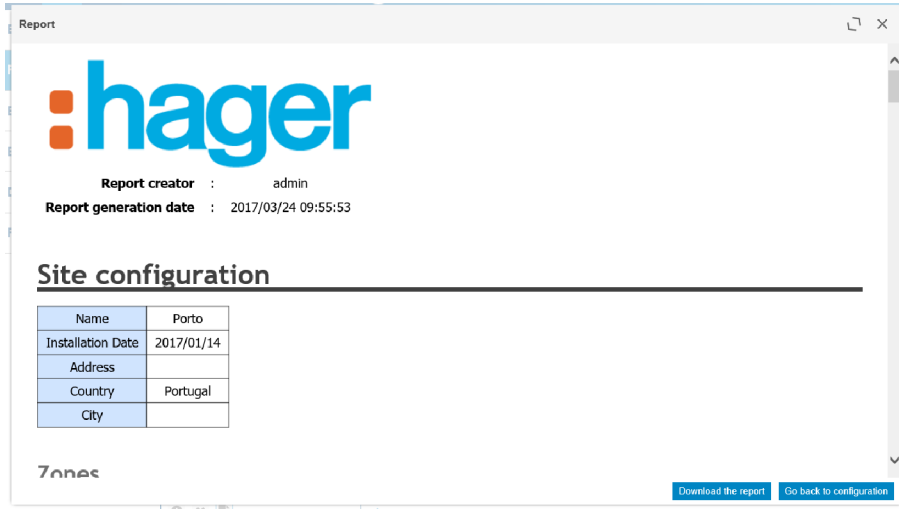 Report
:hager
Report creator : admin
Report generation date : 2017/03/24 09:55:53
Site configuration
Name Porto
Installation Date 2017/01/14
Address
Country Portugal
City
Zones
Download the report Go back to configuration